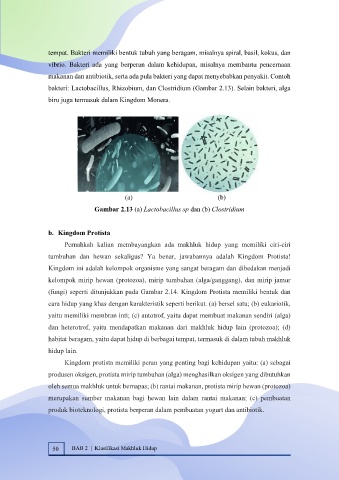 tempat. Bakteri memiliki bentuk tubuh yang beragam, misalnya spiral, basil, kokus, dan
vibrio. Bakteri ada yang berperan dalam kehidupan, misalnya membantu pencernaan
makanan dan antibiotik, serta ada pula bakteri yang dapat menyebabkan penyakit. Contoh
bakteri: Lactobacillus, Rhizobium, dan Clostridium (Gambar 2.13). Selain bakteri, alga
biru juga termasuk dalam Kingdom Monera.
(a) (b)
Gambar 2.13 (a) Lactobacillus sp dan (b) Clostridium
b. Kingdom Protista
Pernahkah kalian membayangkan ada makhluk hidup yang memiliki ciri-ciri
tumbuhan dan hewan sekaligus? Ya benar, jawabannya adalah Kingdom Protista!
Kingdom ini adalah kelompok organisme yang sangat beragam dan dibedakan menjadi
kelompok mirip hewan (protozoa), mirip tumbuhan (alga/ganggang), dan mirip jamur
(fungi) seperti ditunjukkan pada Gambar 2.14. Kingdom Protista memiliki bentuk dan
cara hidup yang khas dengan karakteristik seperti berikut. (a) bersel satu; (b) eukariotik,
yaitu memiliki membran inti; (c) autotrof, yaitu dapat membuat makanan sendiri (alga)
dan heterotrof, yaitu mendapatkan makanan dari makhluk hidup lain (protozoa); (d)
habitat beragam, yaitu dapat hidup di berbagai tempat, termasuk di dalam tubuh makhluk
hidup lain.
Kingdom protista memiliki peran yang penting bagi kehidupan yaitu: (a) sebagai
produsen oksigen, protista mirip tumbuhan (alga) menghasilkan oksigen yang dibutuhkan
oleh semua makhluk untuk bernapas; (b) rantai makanan, protista mirip hewan (protozoa)
merupakan sumber makanan bagi hewan lain dalam rantai makanan; (c) pembuatan
produk bioteknologi, protista berperan dalam pembuatan yogurt dan antibiotik.
50 BAB 2 | Klasifikasi Makhluk Hidup